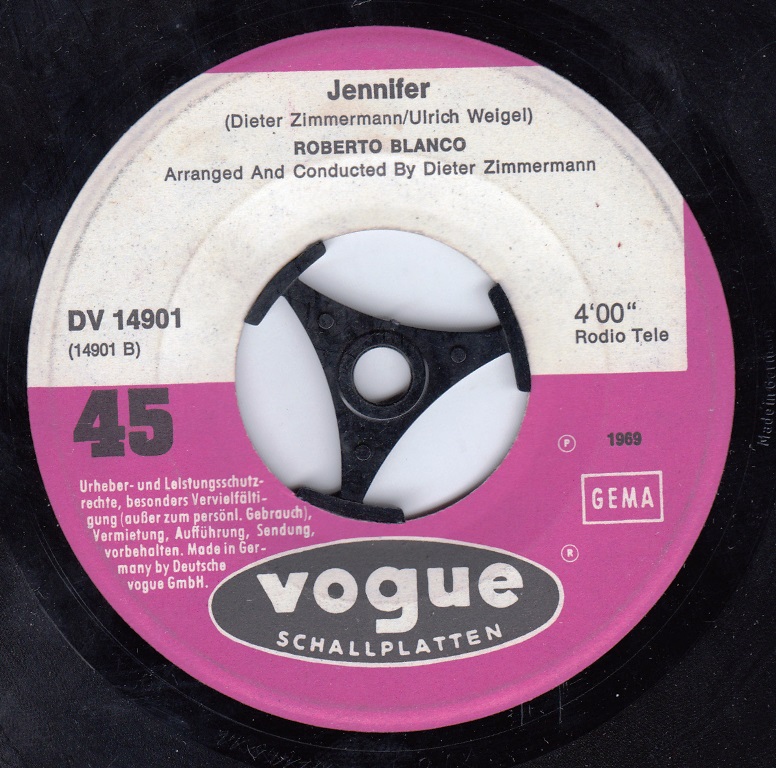 Jennifer
(Dieter Zimmermann/Ulrich Weigel)
ROBERTO BLANCO
Arranged And Conducted By Dieter Zimmermann
DV 14901
(14901 B)
4'00"
Rodio Tele
45
℗ 1969
Urheber- und Leistungsschutz-
rechte, besonders Vervielfälti-
gung (außer zum persönl. Gebrauch),
Vermietung, Aufführung, Sendung,
vorbehalten. Made in Ger-
many by Deutsche
vogue GmbH.
GEMA
®
vogue
SCHALLPLATTEN